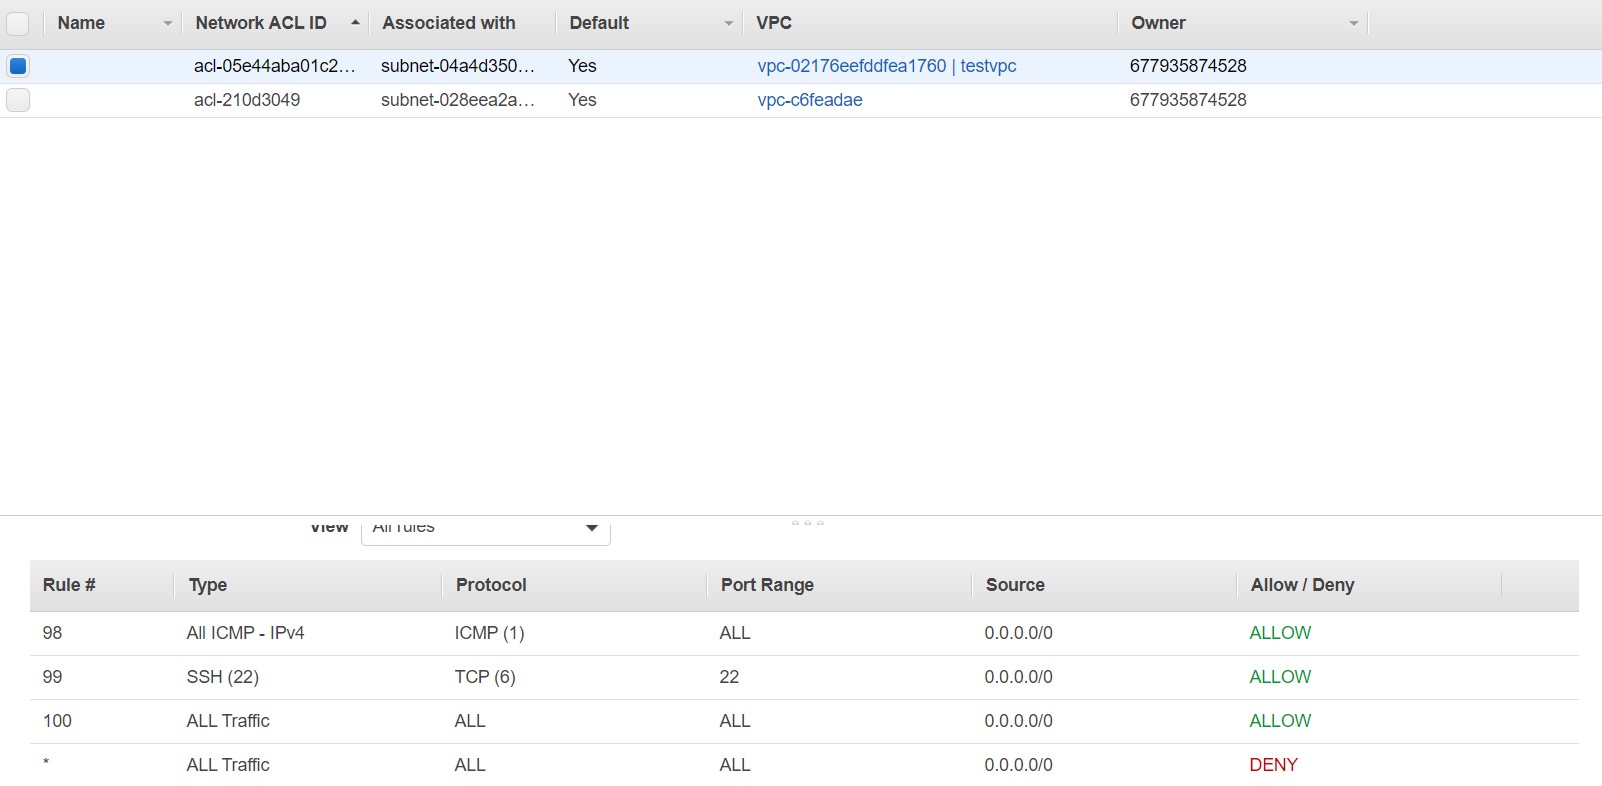 Name Network ACL ID Associated with Default VPC Owner
acl-05e44aba01c2... subnet-04a4d350... Yes vpc-02176eefddfea1760 | testvpc 677935874528
acl-210d3049 subnet-028eea2a... Yes vpc-c6feadae 677935874528
View All rules
Rule # Type Protocol Port Range Source Allow / Deny
98 All ICMP - IPv4 ICMP (1) ALL 0.0.0.0/0 ALLOW
99 SSH (22) TCP (6) 22 0.0.0.0/0 ALLOW
100 ALL Traffic ALL ALL 0.0.0.0/0 ALLOW
* ALL Traffic ALL ALL 0.0.0.0/0 DENY